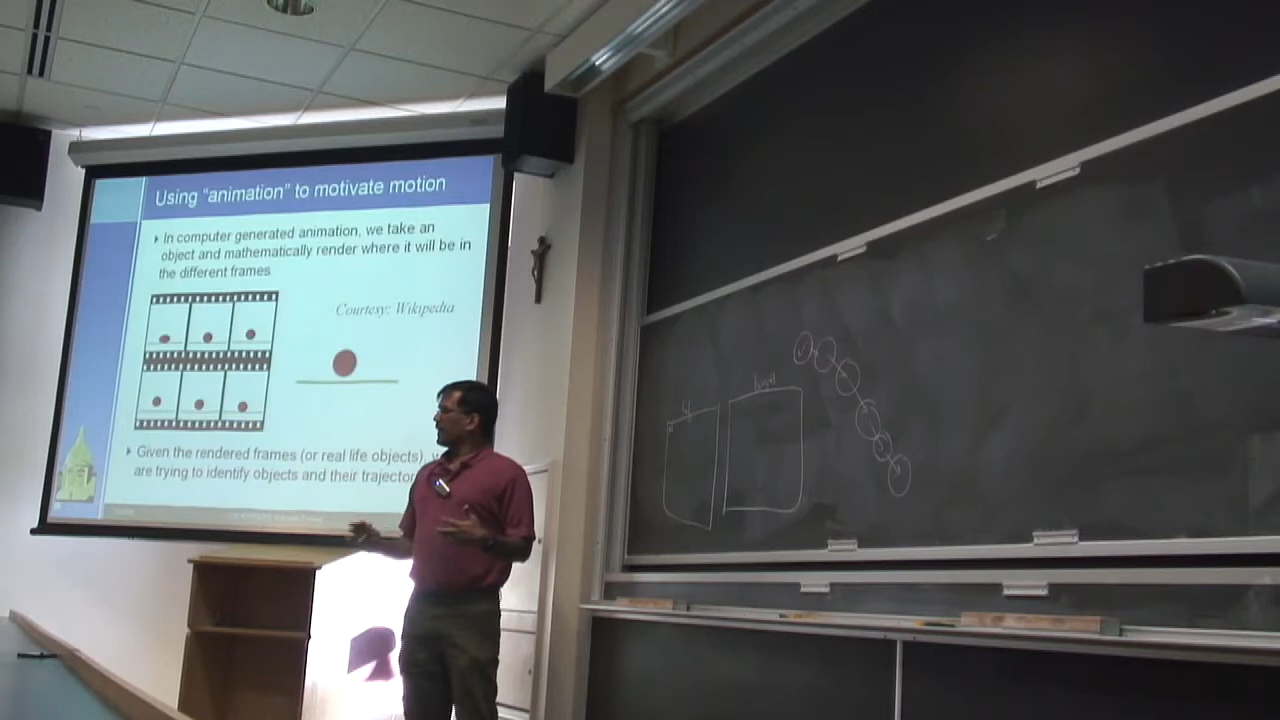 Using “animation” to motivate motion
In computer generated animation, we take an
object and mathematically render where it will be in
the different frames
Courtesy: Wikipedia
Given the rendered frames (or real life objects),
are trying to identify objects and their